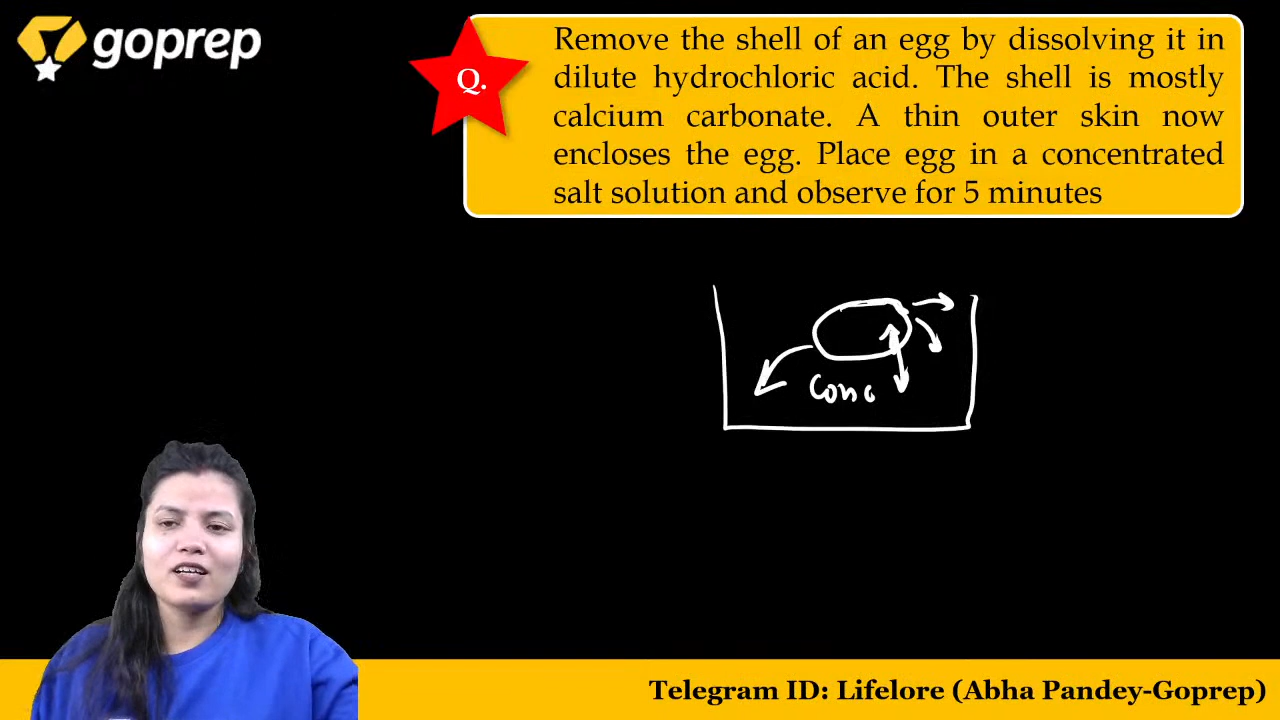 goprep
Q.
Remove the shell of an egg by dissolving it in
dilute hydrochloric acid. The shell is mostly
calcium carbonate. A thin outer skin now
encloses the egg. Place egg in a concentrated
salt solution and observe for 5 minutes
Conc
Telegram ID: Lifelore (Abha Pandey-Goprep)